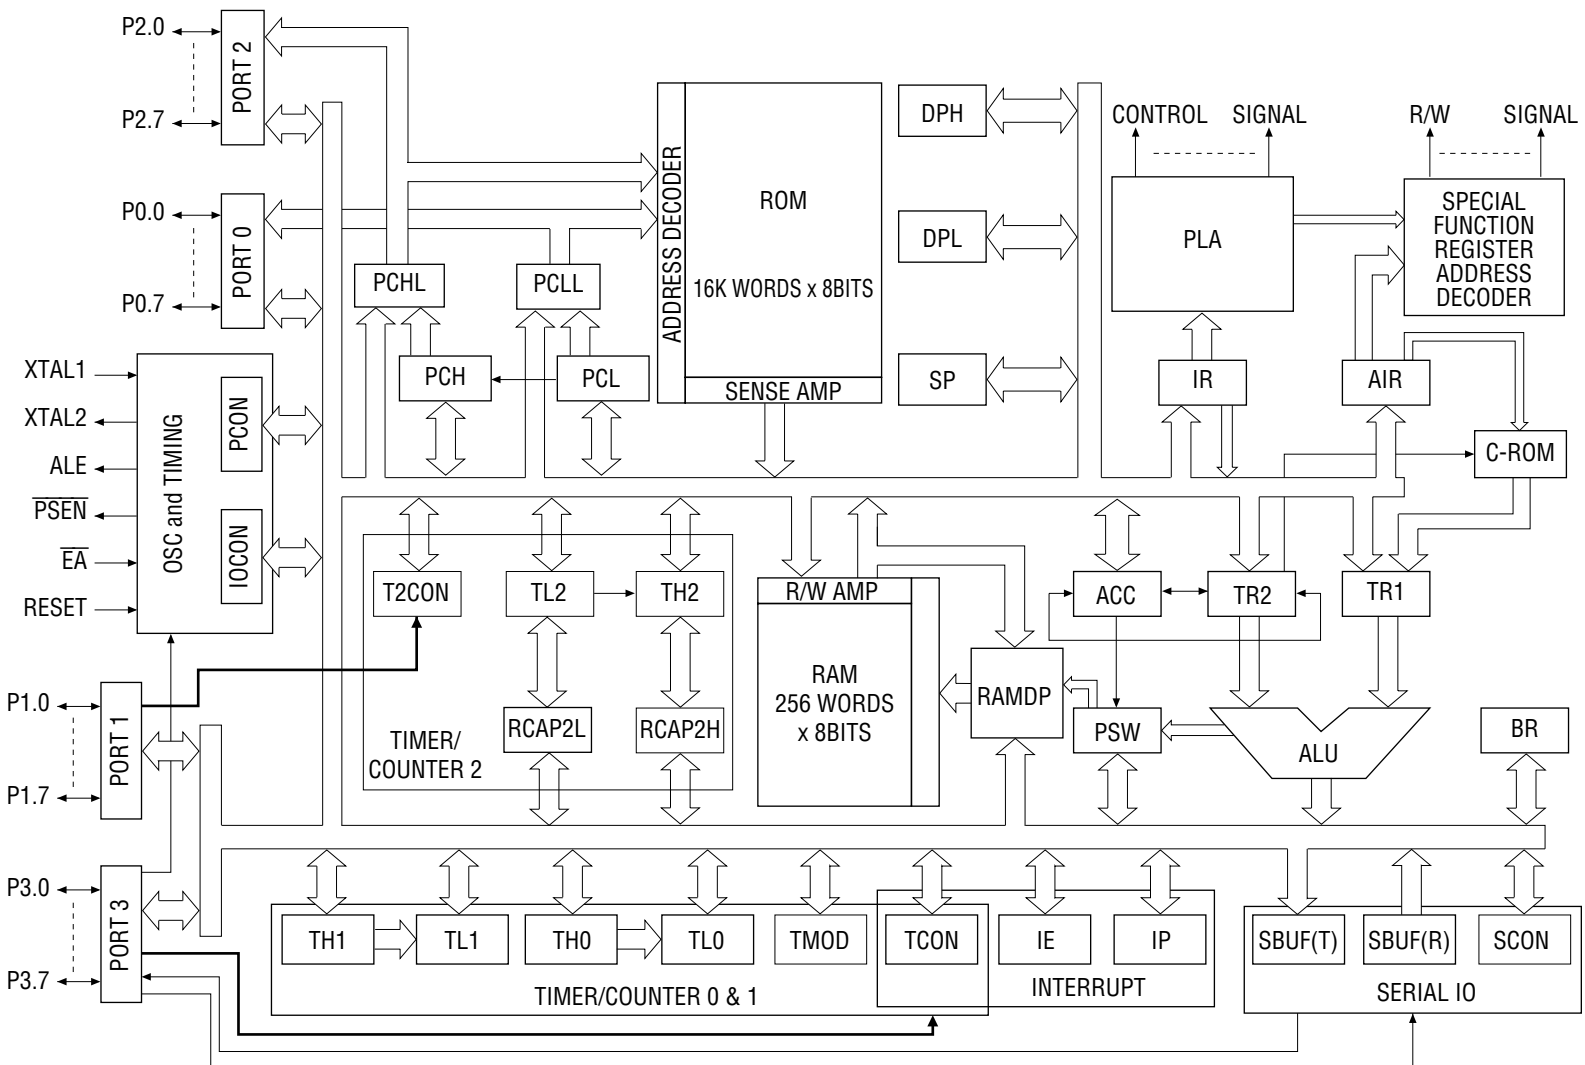 P2.0
P2.7
PORT 2
P0.0
P0.7
PORT 0
XTAL1
XTAL2
ALE
PSEN
EA
RESET
OSC and TIMING
PCON
IOCON
P1.0
P1.7
PORT 1
P3.0
P3.7
PORT 3
PCHL
PCLL
PCH
PCL
ADDRESS DECODER
ROM
16K WORDS x 8BITS
SENSE AMP
DPH
DPL
SP
CONTROL
SIGNAL
PLA
R/W
SIGNAL
SPECIAL
FUNCTION
REGISTER
ADDRESS
DECODER
IR
AIR
C-ROM
T2CON
TL2
TH2
RCAP2L
RCAP2H
TIMER/
COUNTER 2
R/W AMP
RAM
256 WORDS
x 8BITS
RAMDP
ACC
TR2
TR1
PSW
ALU
BR
TH1
TL1
TH0
TL0
TMOD
TCON
TIMER/COUNTER 0 & 1
IE
IP
INTERRUPT
SBUF(T)
SBUF(R)
SCON
SERIAL IO